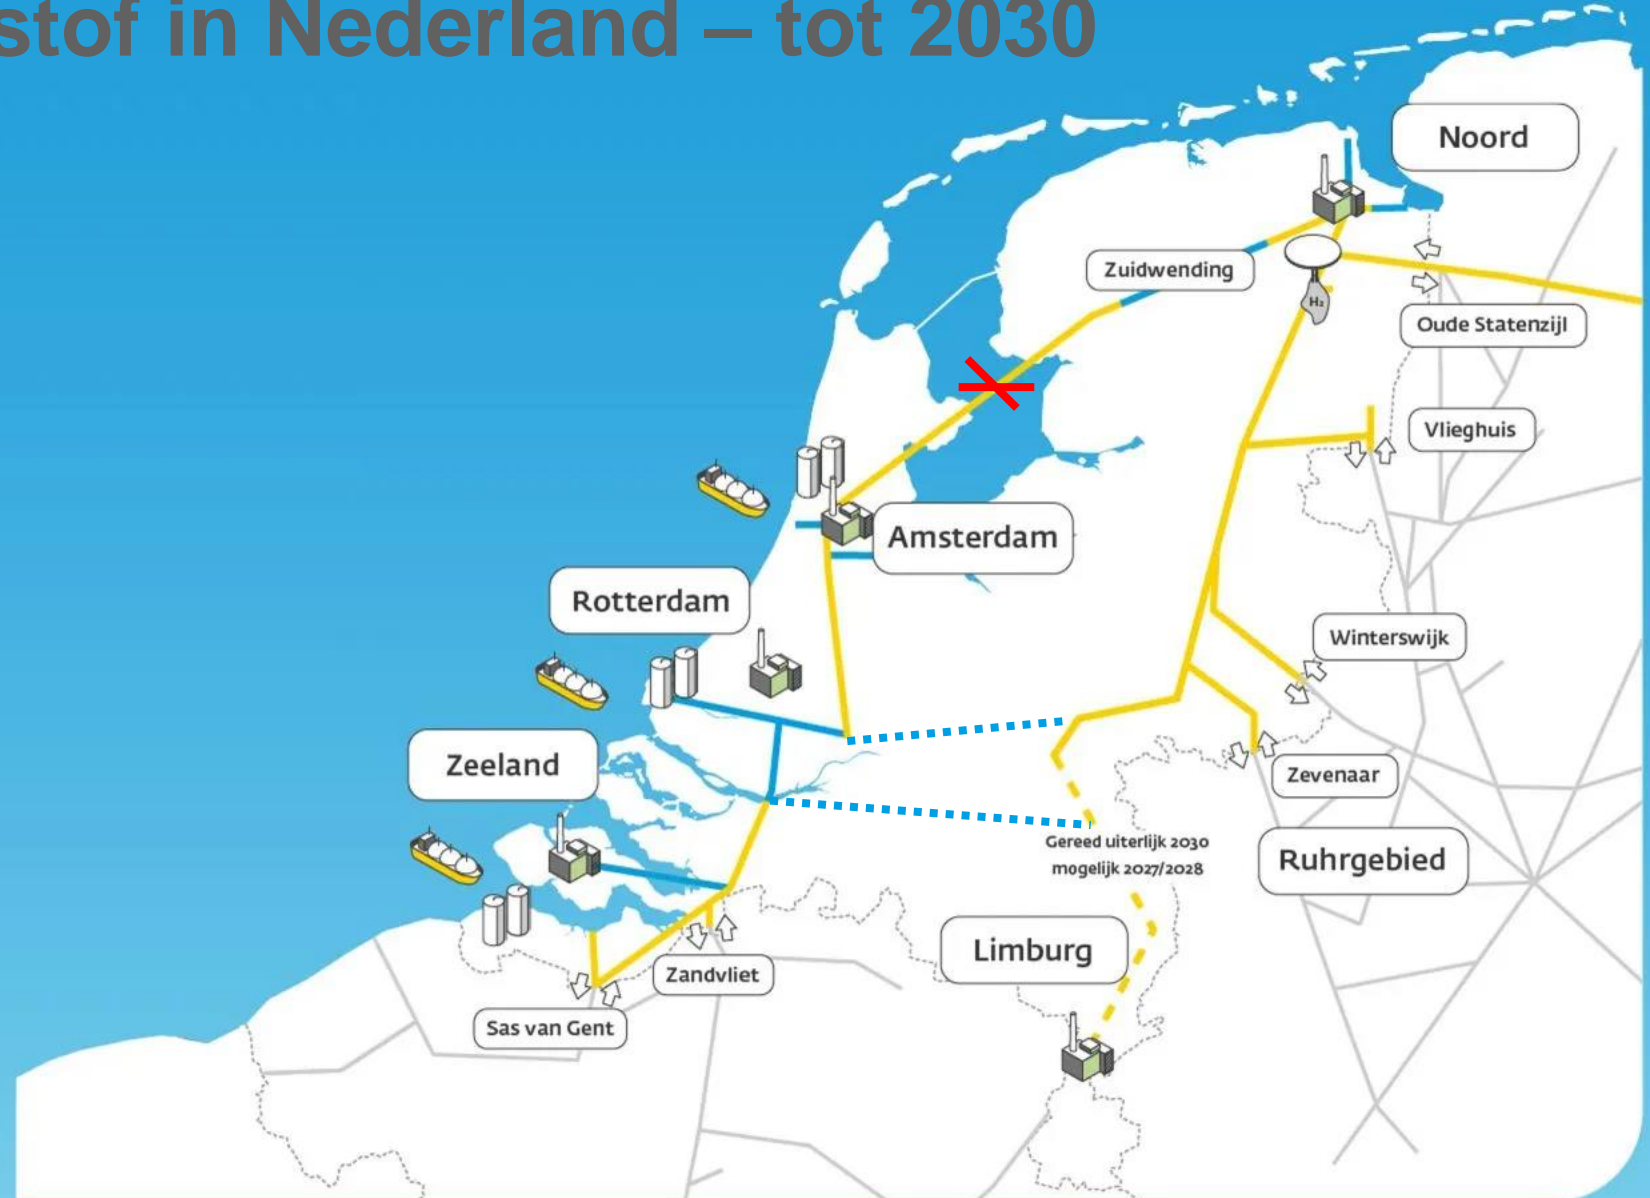 stof in Nederland – tot 2030
Noord
Zuidwending
H₂
Oude Statenzijl
Vlieghuis
Amsterdam
Rotterdam
Winterswijk
Zeeland
Zevenaar
Gereed uiterlijk 2030
mogelijk 2027/2028
Ruhrgebied
Limburg
Zandvliet
Sas van Gent